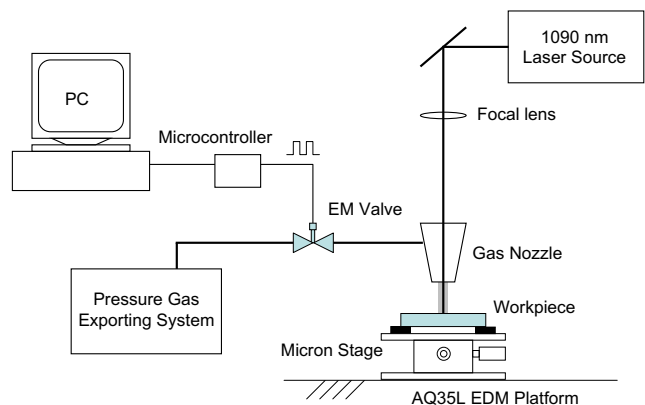 1090 nm
Laser Source
PC
Focal lens
Microcontroller
EM Valve
Gas Nozzle
Pressure Gas
Exporting System
Workpiece
Micron Stage
AQ35L EDM Platform